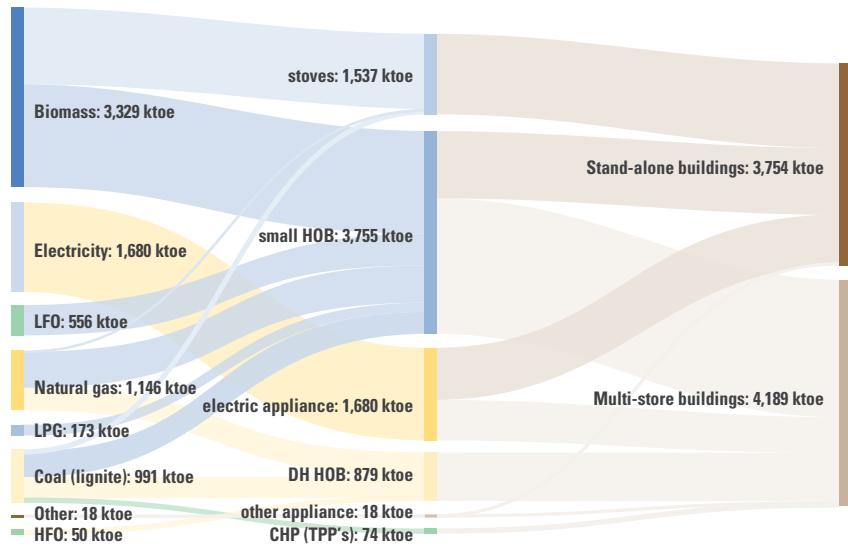 stoves: 1,537 ktoe
Biomass: 3,329 ktoe
Stand-alone buildings: 3,754 ktoe
small HOB: 3,755 ktoe
Electricity: 1,680 ktoe
LFO: 556 ktoe
Natural gas: 1,146 ktoe
Multi-store buildings: 4,189 ktoe
electric appliance: 1,680 ktoe
LPG: 173 ktoe
Coal (lignite): 991 ktoe
DH HOB: 879 ktoe
Other: 18 ktoe
other appliance: 18 ktoe
HFO: 50 ktoe
CHP (TPP's): 74 ktoe